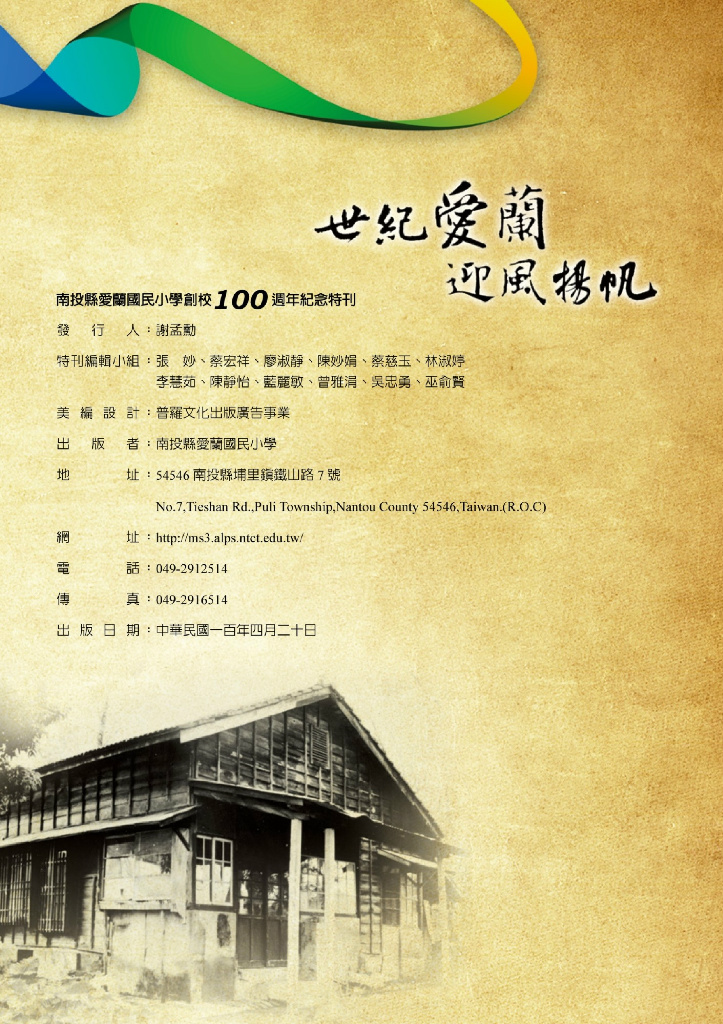 世紀愛蘭
迎風揚帆
南投縣愛蘭國民小學創校100週年紀念特刊
發行人：謝孟勳
特刊編輯小組：張 妙、蔡宏祥、廖淑靜、陳妙娟、蔡慈玉、林淑婷
李慧茹、陳靜怡、藍麗敏、曾雅涓、吳忠勇、巫俞賢
美編設計：普羅文化出版廣告事業
出版者：南投縣愛蘭國民小學
地址：54546 南投縣埔里鎮鐵山路 7 號
No.7,Tieshan Rd.,Puli Township,Nantou County 54546,Taiwan.(R.O.C)
網址：http://ms3.alps.ntct.edu.tw/
電話：049-2912514
傳真：049-2916514
出版日期：中華民國一百年四月二十日